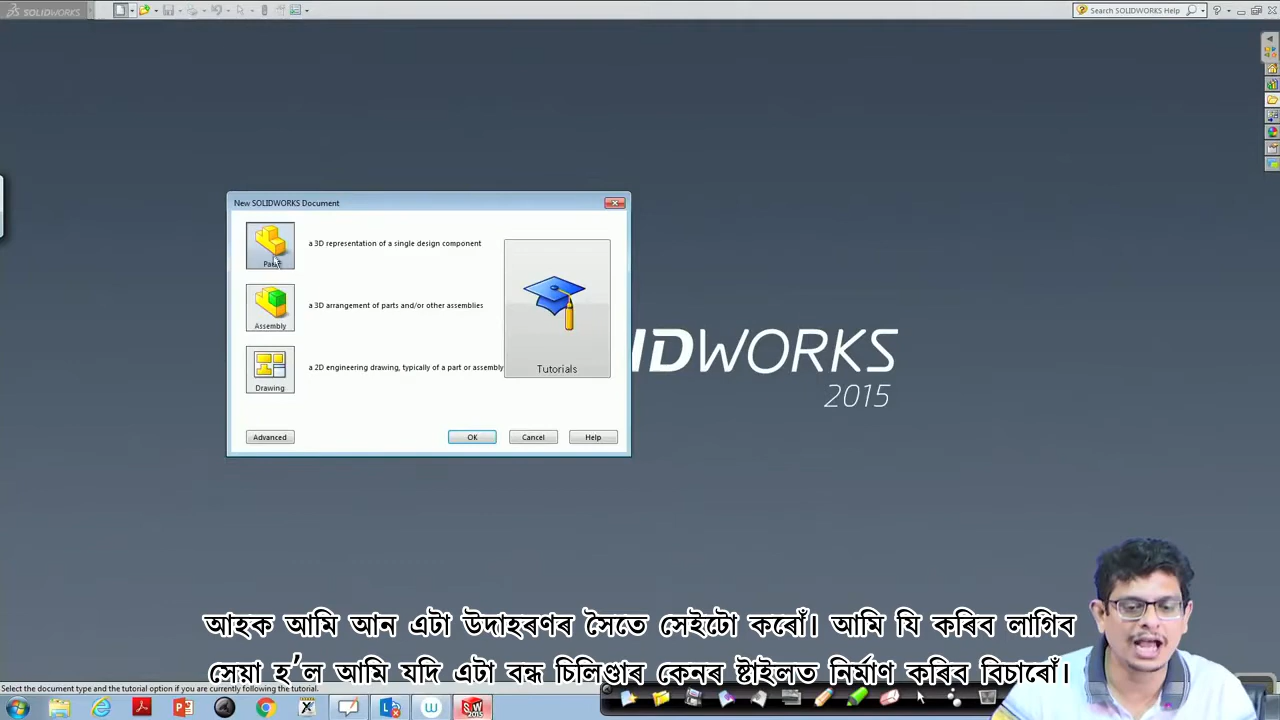 SOLIDWORKS
Search SOLIDWORKS Help
New SOLIDWORKS Document
a 3D representation of a single design component
Assembly
a 3D arrangement of parts and/or other assemblies
Drawing
a 2D engineering drawing, typically of a part or assembly
Tutorials
Advanced
OK
Cancel
Help
WORKS
2015
আহক আমি আন এটা উদাহৰণৰ সৈতে সেইটো কৰোঁ। আমি যি কৰিব লাগিব
সেয়া হ’ল আমি যদি এটা বন্ধ চিলিণ্ডাৰ কেনৰ ষ্টাইলত নিৰ্মাণ কৰিব বিচাৰোঁ।
Select the document type and the tutorial option if you are currently following the tutorial.